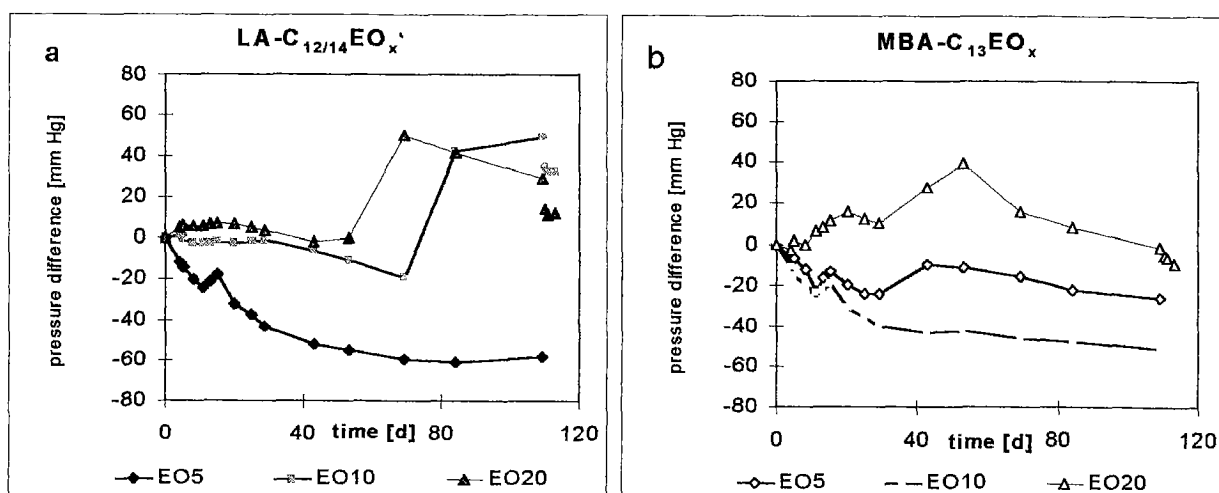 a
LA-C12/14EOx‘
pressure difference [mm Hg]
80
60
40
20
0
-20
-40
-60
-80
0
40
80
120
time [d]
EO5
EO10
EO20
b
MBA-C13EOx
pressure difference [mm Hg]
80
60
40
20
0
-20
-40
-60
-80
0
40
80
120
time [d]
EO5
EO10
EO20